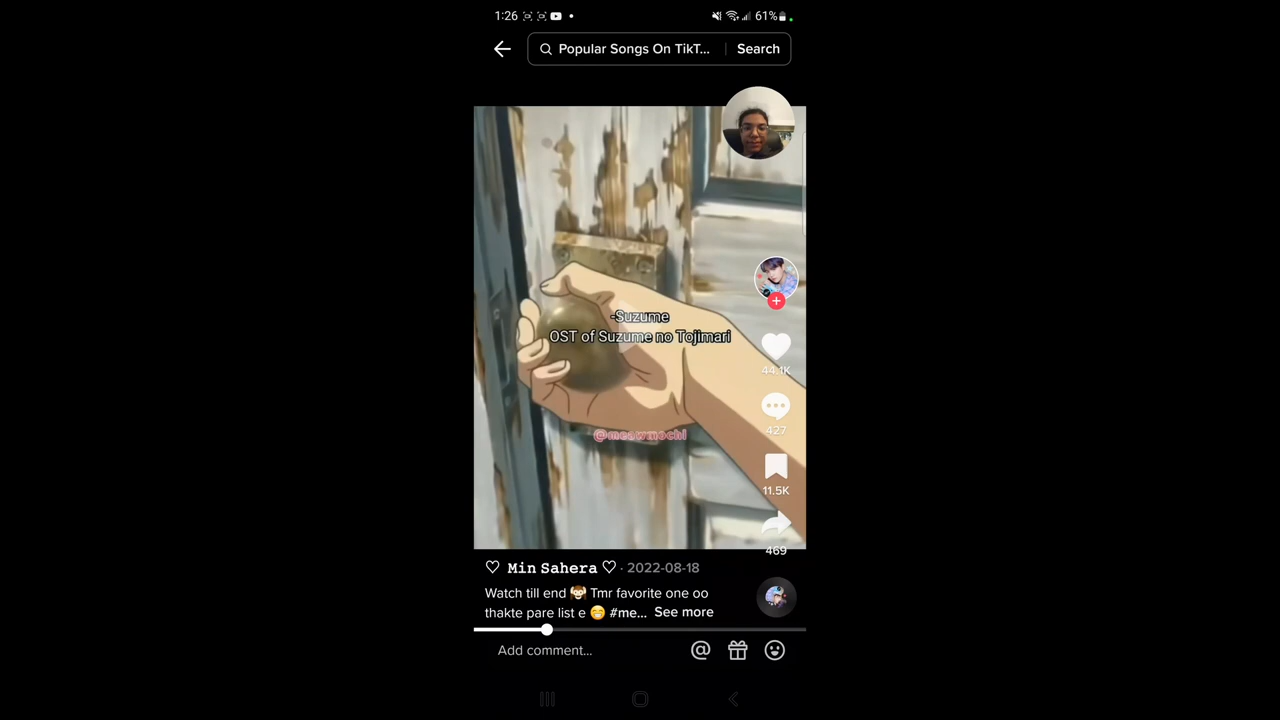 1:26
61%
Popular Songs On TikT...
Search
-Suzume
OST of Suzume no Tojimari
@meawmochi
44.1K
427
11.5K
469
♡ Min Sahera ♡ · 2022-08-18
Watch till end 🙈 Tmr favorite one oo
thakte pare list e 😁 #me... See more
Add comment...